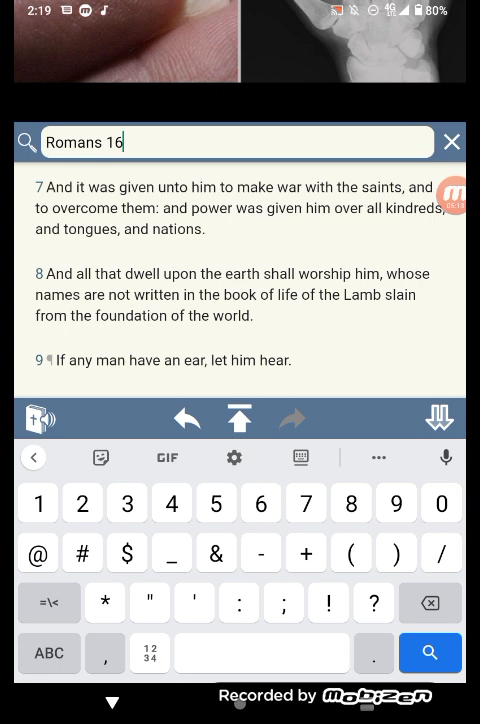 2:19 4G LTE 80%
Romans 16
7 And it was given unto him to make war with the saints, and
to overcome them: and power was given him over all kindreds,
and tongues, and nations.
05:13
8 And all that dwell upon the earth shall worship him, whose
names are not written in the book of life of the Lamb slain
from the foundation of the world.
9 ¶ If any man have an ear, let him hear.
GIF
1 2 3 4 5 6 7 8 9 0
@ # $ _ & - + ( ) /
=\< * " ' : ; ! ?
ABC , 12 34 .
Recorded by Mobizen